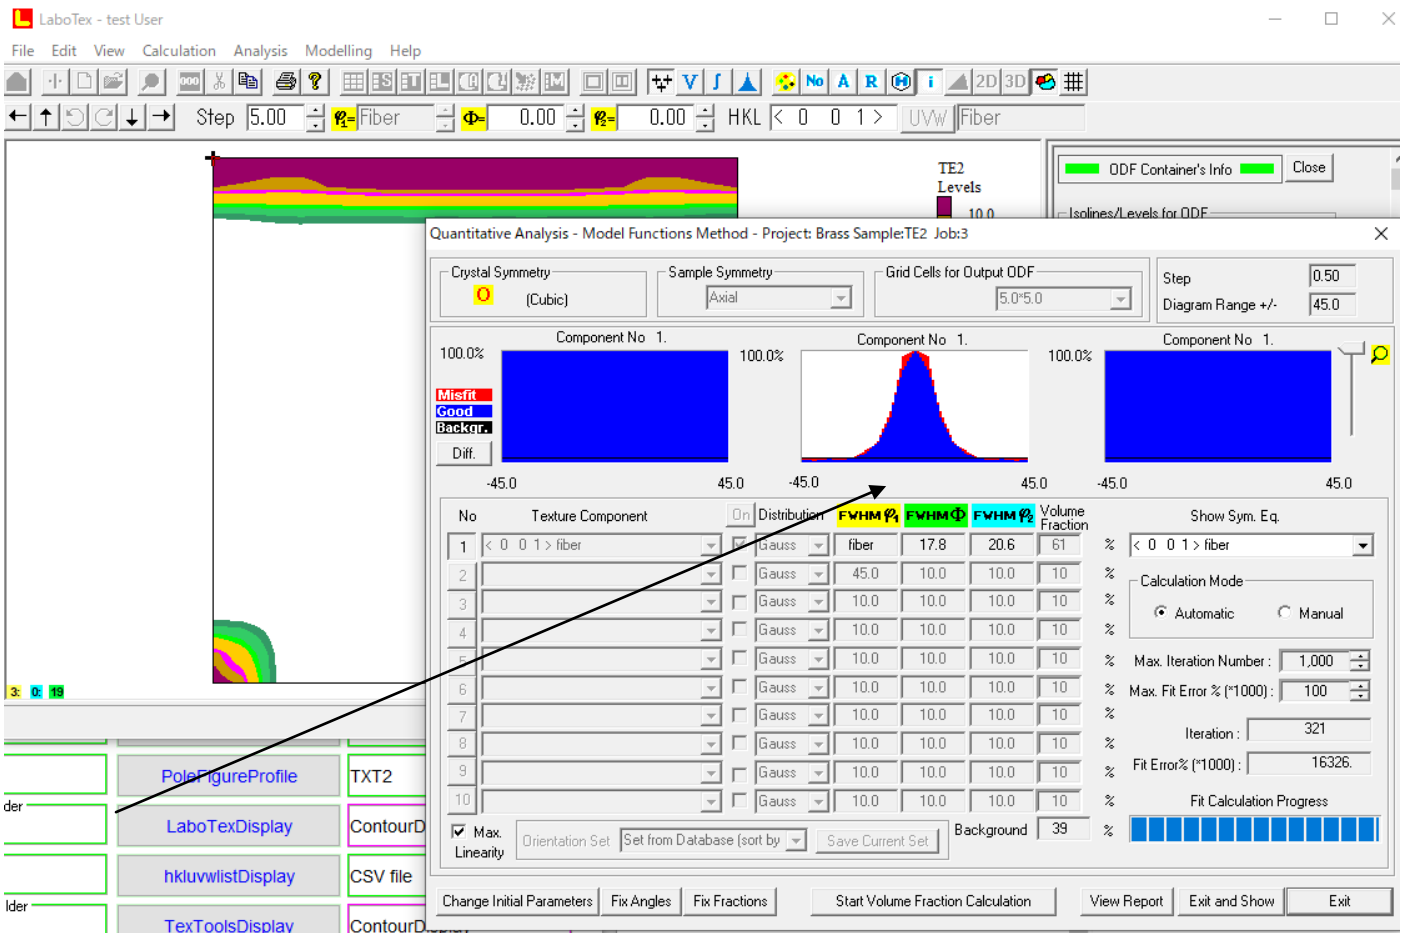 LaboTex - test User
File Edit View Calculation Analysis Modelling Help
No A R i 2D 3D
Step 5.00 φ1= Fiber Φ= 0.00 φ2= 0.00 HKL < 0 0 1 > UVW Fiber
TE2
Levels
10.0
ODF Container's Info Close
Isolines/Levels for ODF
3: 0: 19
Quantitative Analysis - Model Functions Method - Project: Brass Sample:TE2 Job:3
Crystal Symmetry
O (Cubic)
Sample Symmetry
Axial
Grid Cells for Output ODF
5.0*5.0
Step 0.50
Diagram Range +/- 45.0
Component No 1. Component No 1. Component No 1.
100.0% 100.0% 100.0%
Misfit
Good
Backgr.
Diff.
-45.0 45.0 -45.0 45.0 -45.0 45.0
No Texture Component On Distribution FWHM φ1 FWHM Φ FWHM φ2 Volume Fraction
1 < 0 0 1 > fiber Gauss fiber 17.8 20.6 61 %
2 Gauss 45.0 10.0 10.0 10 %
3 Gauss 10.0 10.0 10.0 10 %
4 Gauss 10.0 10.0 10.0 10 %
5 Gauss 10.0 10.0 10.0 10 %
6 Gauss 10.0 10.0 10.0 10 %
7 Gauss 10.0 10.0 10.0 10 %
8 Gauss 10.0 10.0 10.0 10 %
9 Gauss 10.0 10.0 10.0 10 %
10 Gauss 10.0 10.0 10.0 10 %
Show Sym. Eq.
< 0 0 1 > fiber
Calculation Mode
Automatic Manual
Max. Iteration Number : 1,000
Max. Fit Error % (*1000) : 100
Iteration : 321
Fit Error% (*1000) : 16326.
Fit Calculation Progress
Max. Linearity
Orientation Set Set from Database (sort by Save Current Set
Background 39 %
Change Initial Parameters Fix Angles Fix Fractions Start Volume Fraction Calculation View Report Exit and Show Exit
PoleFigureProfile TXT2
der
LaboTexDisplay ContourD
hkluvwlistDisplay CSV file
lder
TexToolsDisplay ContourDisplay